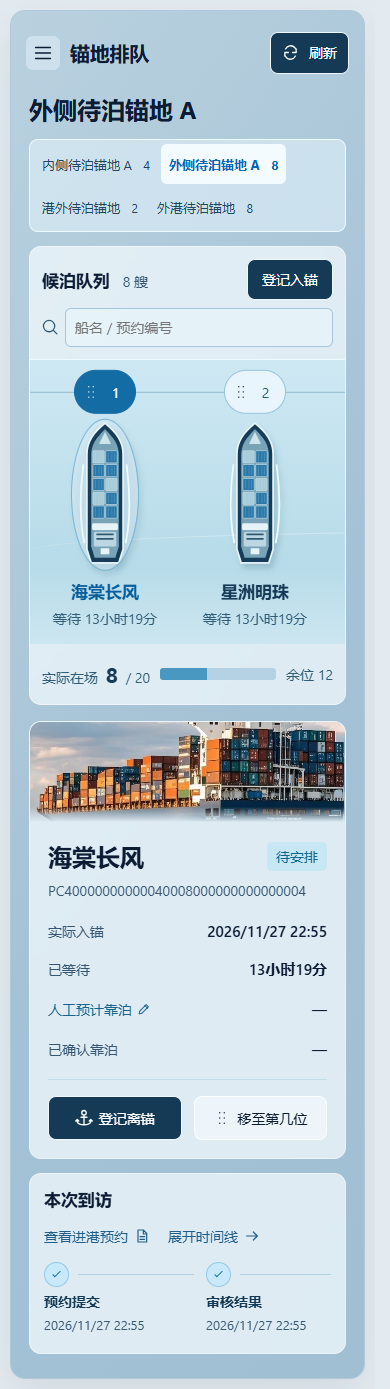 锚地排队
刷新
外侧待泊锚地 A
内侧待泊锚地 A 4 外侧待泊锚地 A 8
港外待泊锚地 2 外港待泊锚地 8
候泊队列 8 艘
登记入锚
船名 / 预约编号
1 2
海棠长风 星洲明珠
等待 13小时19分 等待 13小时19分
实际在场 8 / 20 余位 12
海棠长风 待安排
PC40000000000040008000000000000004
实际入锚 2026/11/27 22:55
已等待 13小时19分
人工预计靠泊 —
已确认靠泊 —
登记离锚 移至第几位
本次到访
查看进港预约 展开时间线
预约提交 审核结果
2026/11/27 22:55 2026/11/27 22:55